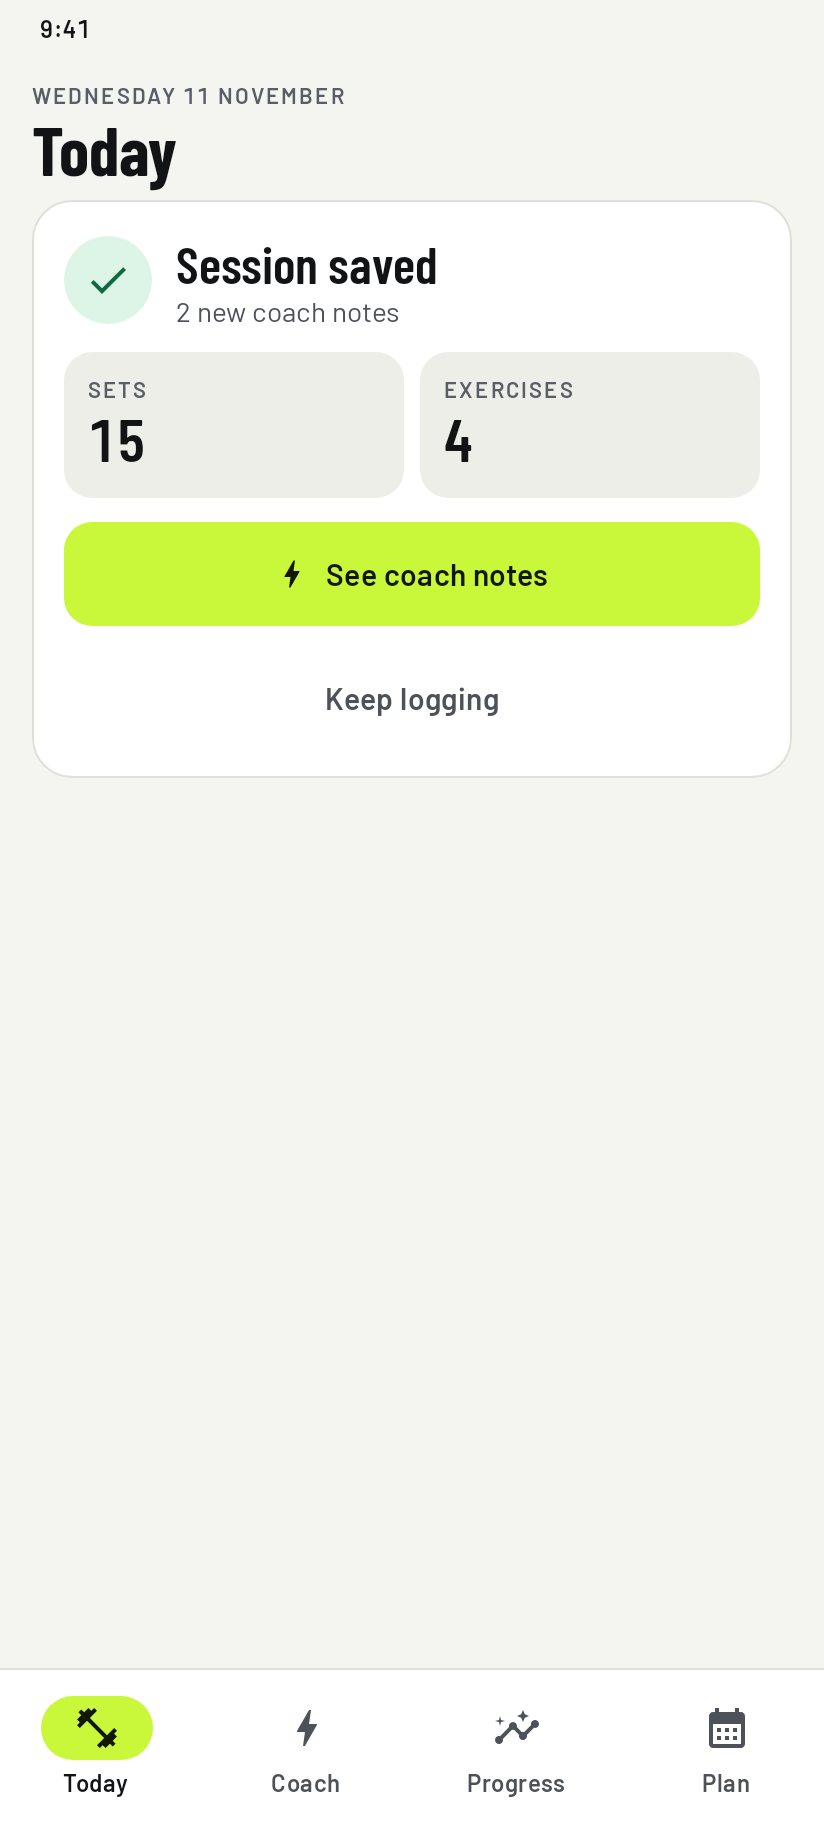 9:41
WEDNESDAY 11 NOVEMBER
Today
Session saved
2 new coach notes
SETS
15
EXERCISES
4
See coach notes
Keep logging
Today
Coach
Progress
Plan